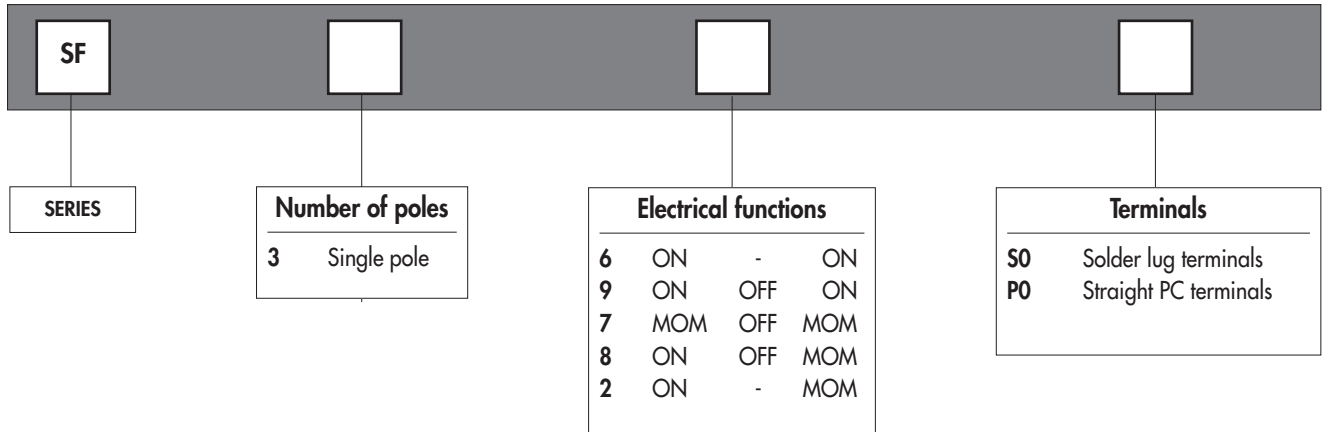 SF
SERIES
Number of poles
3 Single pole
Electrical functions
6 ON - ON
9 ON OFF ON
7 MOM OFF MOM
8 ON OFF MOM
2 ON - MOM
Terminals
S0 Solder lug terminals
P0 Straight PC terminals